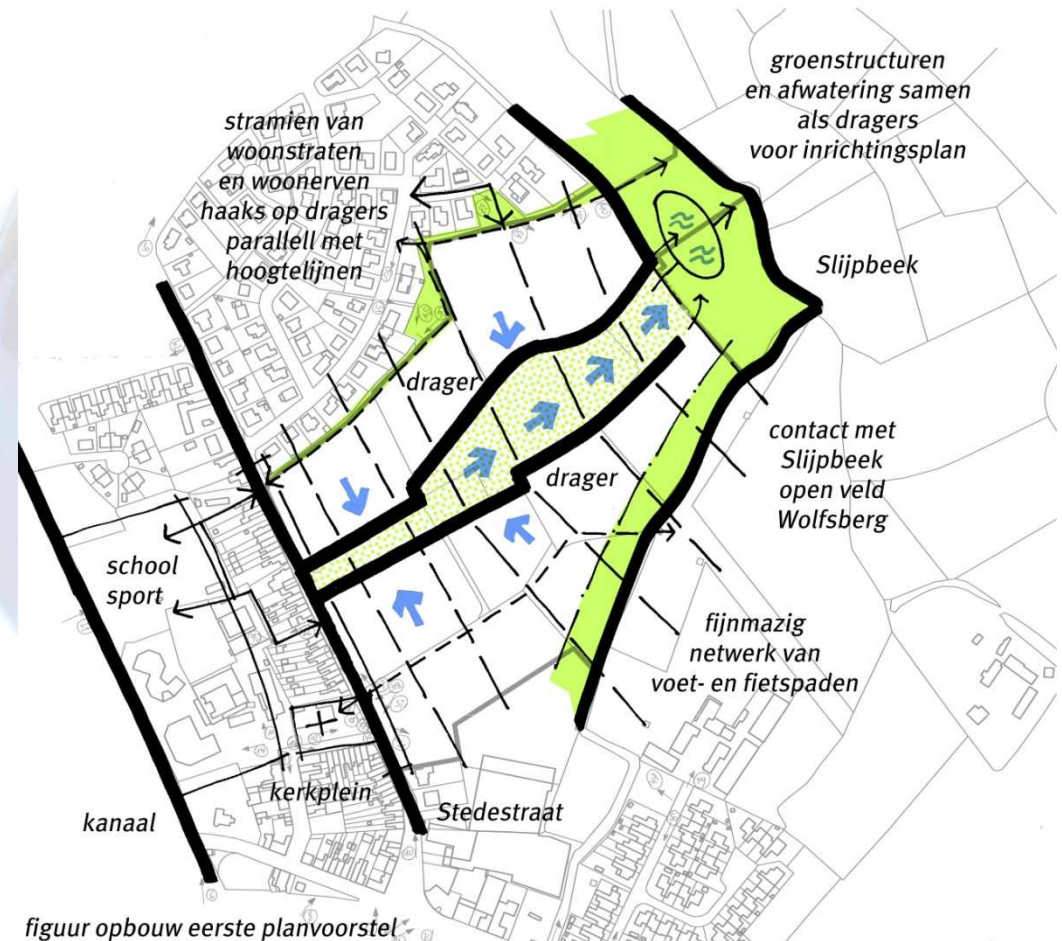 groenstructuren
en afwatering samen
als dragers
voor inrichtingsplan
stramien van
woonstraten
en woonerven
haaks op dragers
parallell met
hoogtelijnen
Slijpbeek
drager
contact met
Slijpbeek
open veld
Wolfsberg
drager
school
sport
fijnmazig
netwerk van
voet- en fietspaden
kerkplein
Stedestraat
kanaal
figuur opbouw eerste planvoorstel